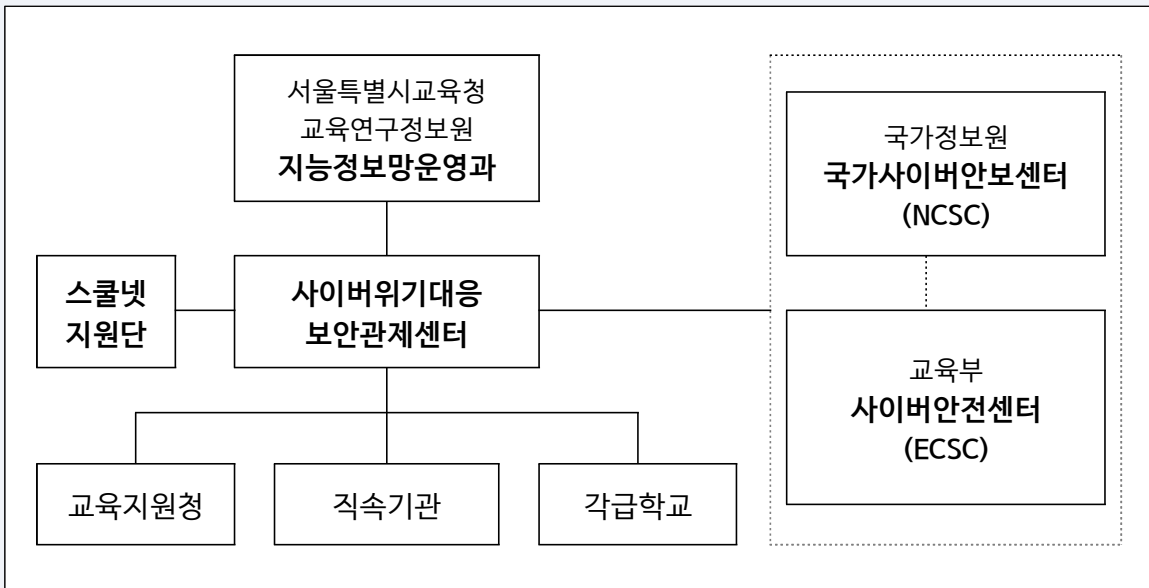 서울특별시교육청
교육연구정보원
지능정보망운영과
국가정보원
국가사이버안보센터
(NCSC)
스쿨넷
지원단
사이버위기대응
보안관제센터
교육부
사이버안전센터
(ECSC)
교육지원청
직속기관
각급학교